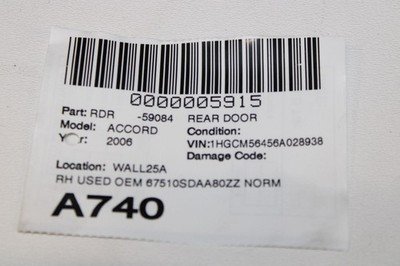 0000005915
Part: RDR -59084 REAR DOOR
Model: ACCORD Condition:
2006 VIN:1HGCM56456A028938
Damage Code:
Location: WALL25A
RH USED OEM 67510SDAA80ZZ NORM
A740